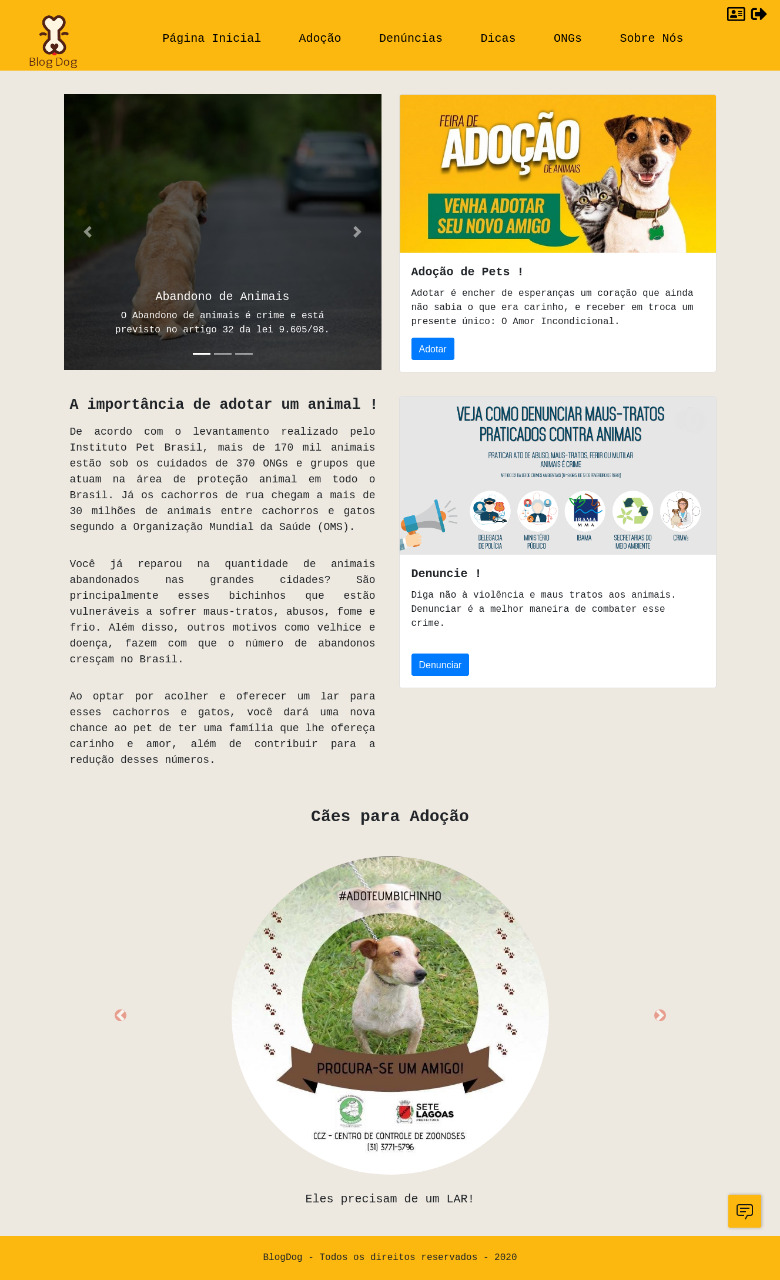 Blog Dog
Página Inicial
Adoção
Denúncias
Dicas
ONGs
Sobre Nós
Abandono de Animais
O Abandono de animais é crime e está
previsto no artigo 32 da lei 9.605/98.
FEIRA DE
ADOÇÃO
DE ANIMAIS
VENHA ADOTAR
SEU NOVO AMIGO
Adoção de Pets !
Adotar é encher de esperanças um coração que ainda
não sabia o que era carinho, e receber em troca um
presente único: O Amor Incondicional.
Adotar
A importância de adotar um animal !
De acordo com o levantamento realizado pelo
Instituto Pet Brasil, mais de 170 mil animais
estão sob os cuidados de 370 ONGs e grupos que
atuam na área de proteção animal em todo o
Brasil. Já os cachorros de rua chegam a mais de
30 milhões de animais entre cachorros e gatos
segundo a Organização Mundial da Saúde (OMS).
Você já reparou na quantidade de animais
abandonados nas grandes cidades? São
principalmente esses bichinhos que estão
vulneráveis a sofrer maus-tratos, abusos, fome e
frio. Além disso, outros motivos como velhice e
doença, fazem com que o número de abandonos
cresçam no Brasil.
Ao optar por acolher e oferecer um lar para
esses cachorros e gatos, você dará uma nova
chance ao pet de ter uma família que lhe ofereça
carinho e amor, além de contribuir para a
redução desses números.
VEJA COMO DENUNCIAR MAUS-TRATOS
PRATICADOS CONTRA ANIMAIS
PRATICAR ATO DE ABUSO, MAUS-TRATOS, FERIR OU MUTILAR
ANIMAIS É CRIME
IBAMA
MMA
DELEGACIA
DE POLÍCIA
MINISTÉRIO
PÚBLICO
IBAMA
SECRETARIAS DO
MEIO AMBIENTE
CRMVs
Denuncie !
Diga não à violência e maus tratos aos animais.
Denunciar é a melhor maneira de combater esse
crime.
Denunciar
Cães para Adoção
#ADOTEUMBICHINHO
PROCURA-SE UM AMIGO!
SETE
LAGOAS
CCZ - CENTRO DE CONTROLE DE ZOONOSES
(31) 3771-5796
Eles precisam de um LAR!
BlogDog - Todos os direitos reservados - 2020